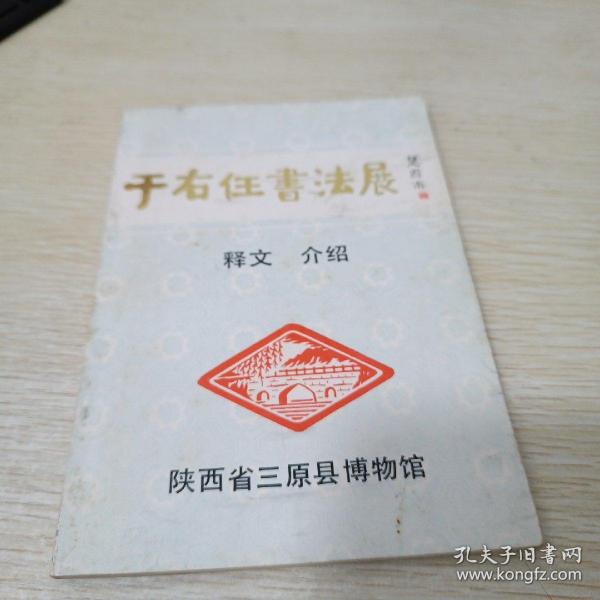 于右任書法展
释文 介绍
陕西省三原县博物馆
孔夫子旧书网
www.kongfz.com